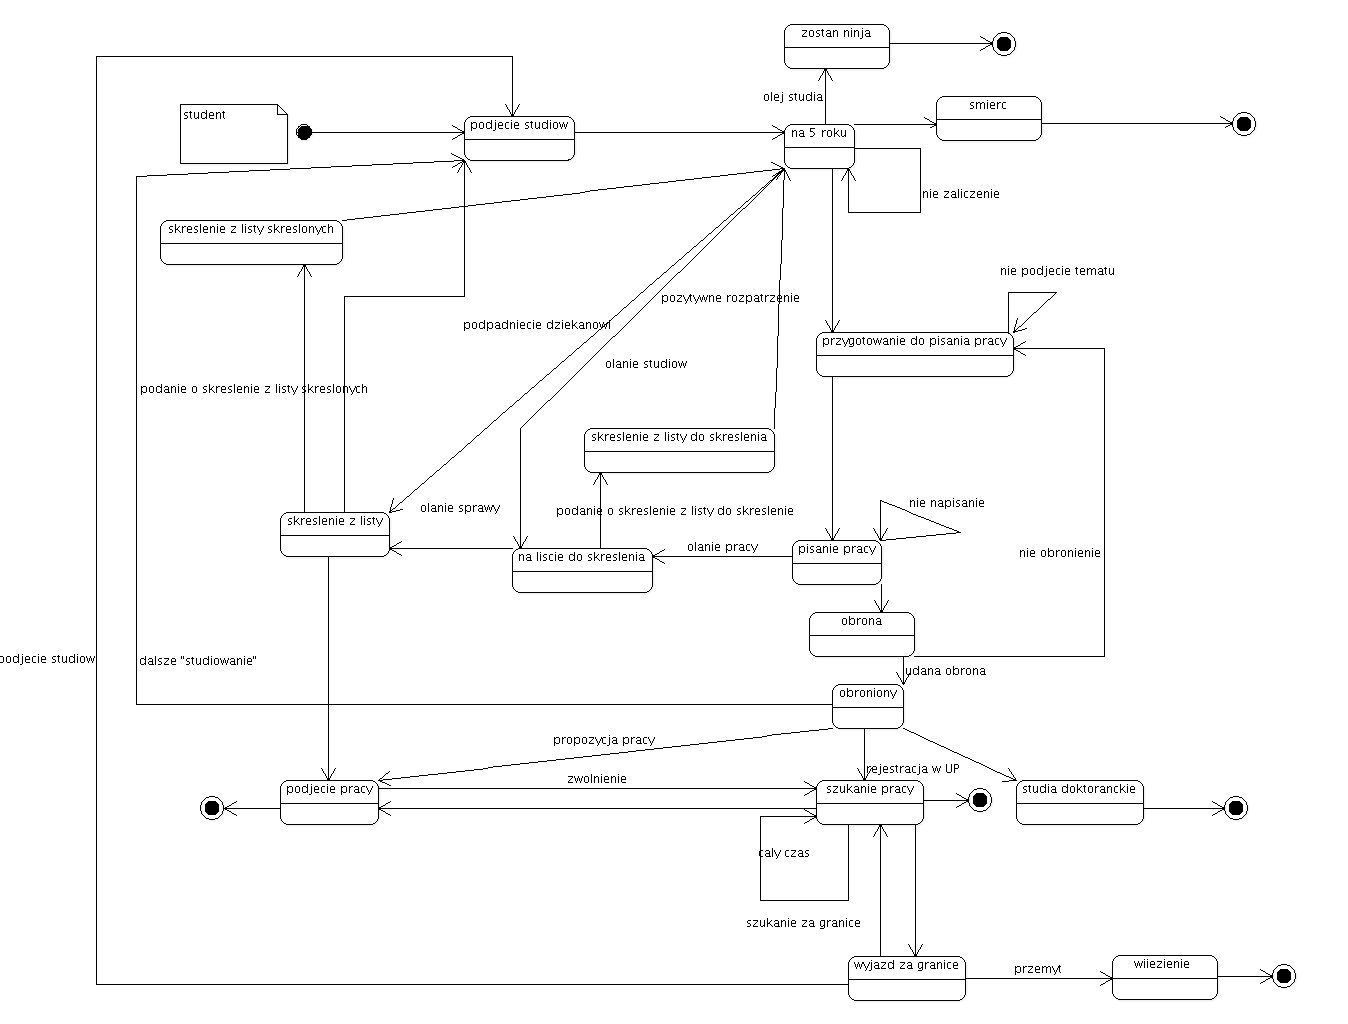 zostan ninja
olej studia
smierc
student
podjecie studiow
na 5 roku
nie zaliczenie
skreslenie z listy skreslonych
nie podjecie tematu
pozytywne rozpatrzenie
podpadniecie dziekanowi
przygotowanie do pisania pracy
olanie studiow
podanie o skreslenie z listy skreslonych
skreslenie z listy do skreslenia
nie napisanie
olanie sprawy
podanie o skreslenie z listy do skreslenie
skreslenie z listy
olanie pracy
pisanie pracy
nie obronienie
na liscie do skreslenia
obrona
podjecie studiow
dalsze "studiowanie"
udana obrona
obroniony
propozycja pracy
rejestracja w UP
zwolnienie
podjecie pracy
szukanie pracy
studia doktoranckie
caly czas
szukanie za granice
wyjazd za granice
przemyt
wiiezienie